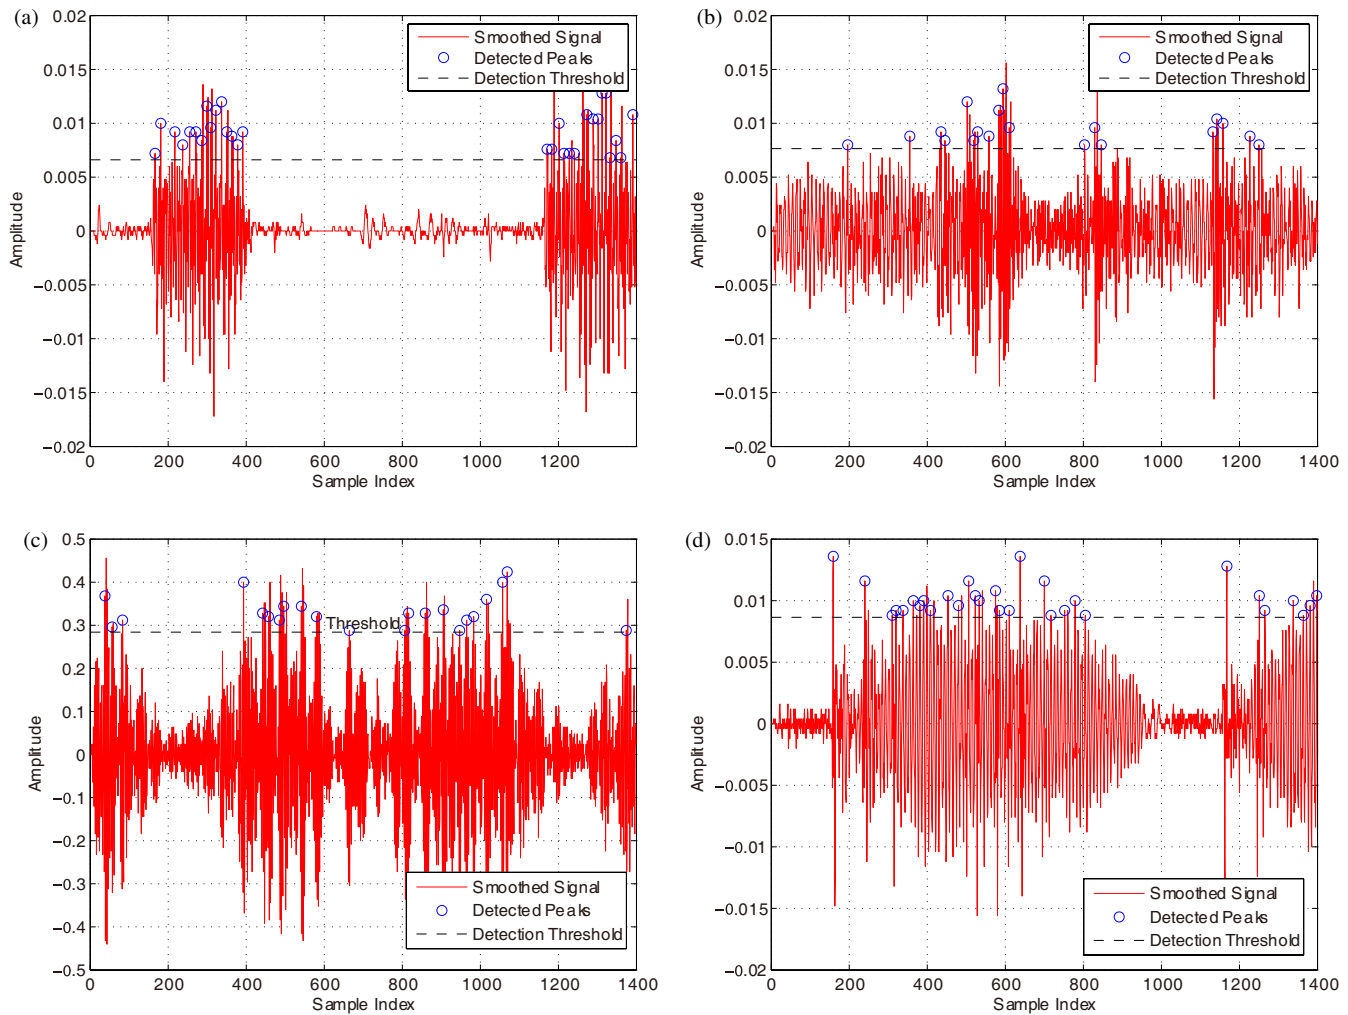 (a)
0.02
0.015
0.01
0.005
0
−0.005
−0.01
−0.015
−0.02
Amplitude
0 200 400 600 800 1000 1200
Sample Index
Smoothed Signal
Detected Peaks
Detection Threshold
(b)
0.02
0.015
0.01
0.005
0
−0.005
−0.01
−0.015
−0.02
Amplitude
0 200 400 600 800 1000 1200 1400
Sample Index
Smoothed Signal
Detected Peaks
Detection Threshold
(c)
0.5
0.4
0.3
0.2
0.1
0
−0.1
−0.2
−0.3
−0.4
−0.5
Amplitude
Threshold
0 200 400 600 800 1000 1200 1400
Sample Index
Smoothed Signal
Detected Peaks
Detection Threshold
(d)
0.015
0.01
0.005
0
−0.005
−0.01
−0.015
−0.02
Amplitude
0 200 400 600 800 1000 1200 1400
Sample Index
Smoothed Signal
Detected Peaks
Detection Threshold